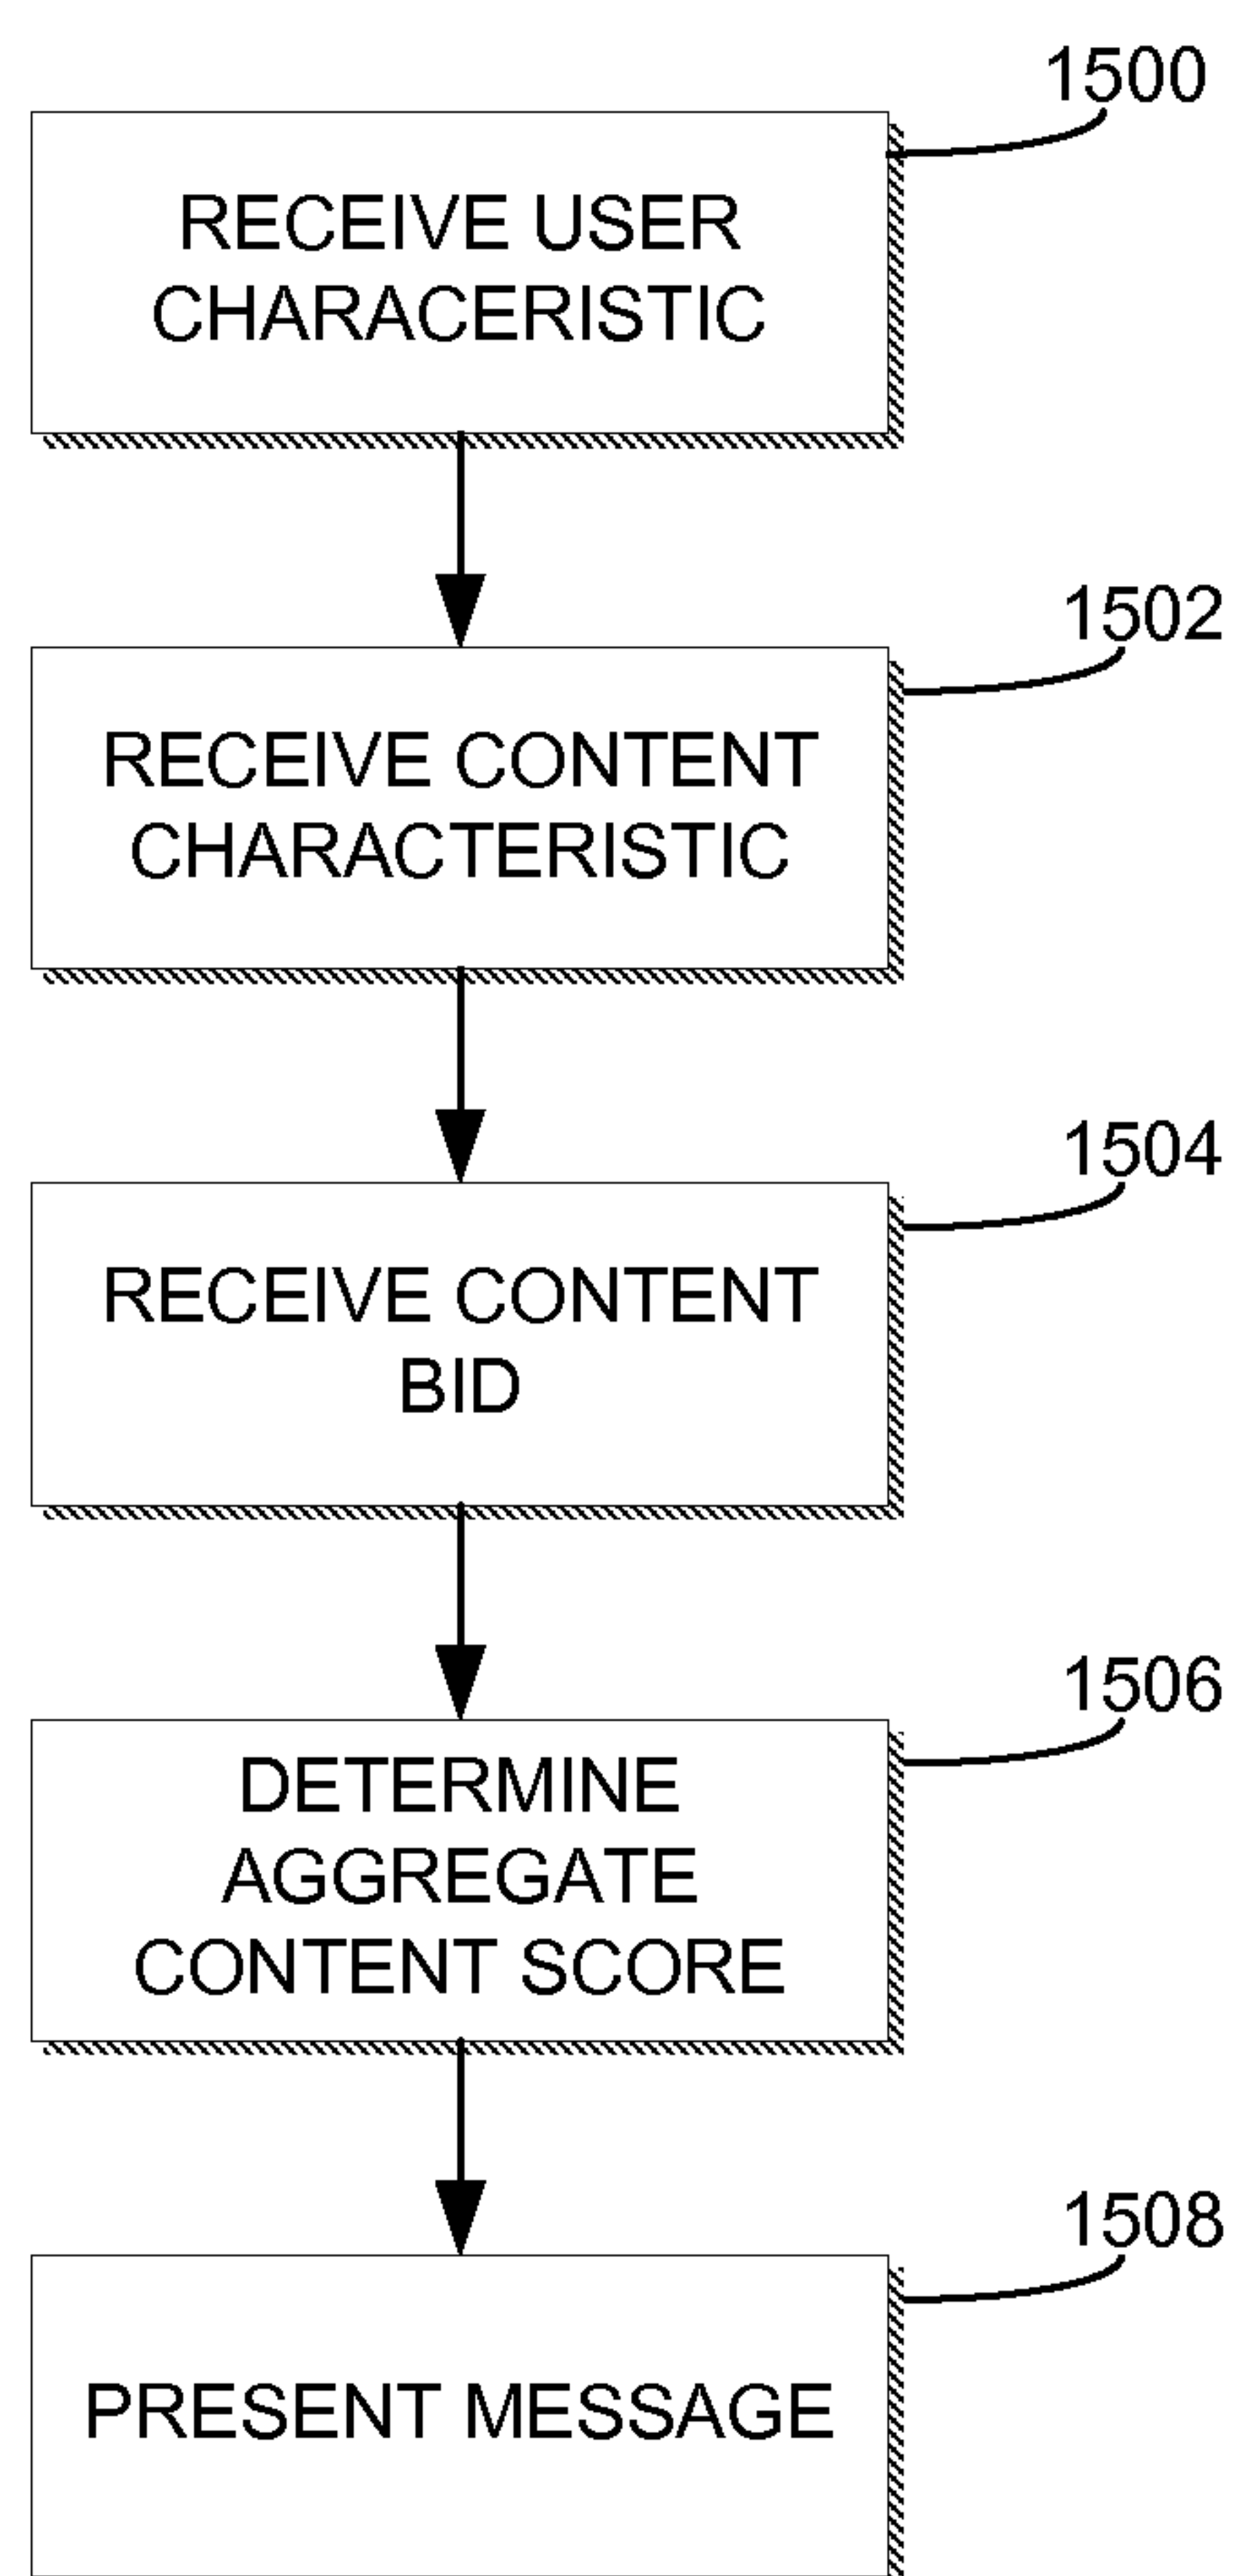 1500
RECEIVE USER
CHARACERISTIC
1502
RECEIVE CONTENT
CHARACTERISTIC
1504
RECEIVE CONTENT
BID
1506
DETERMINE
AGGREGATE
CONTENT SCORE
1508
PRESENT MESSAGE